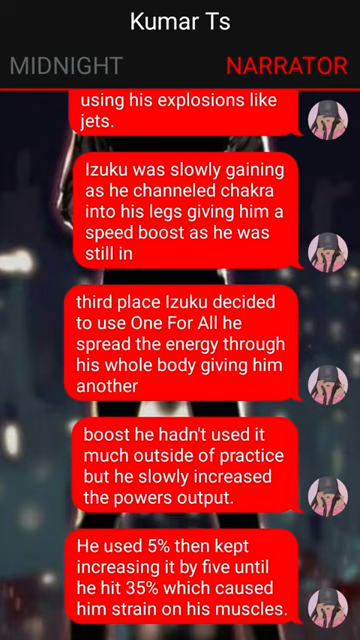 Kumar Ts
MIDNIGHT
NARRATOR
using his explosions like
jets.
Izuku was slowly gaining
as he channeled chakra
into his legs giving him a
speed boost as he was
still in
third place Izuku decided
to use One For All he
spread the energy through
his whole body giving him
another
boost he hadn't used it
much outside of practice
but he slowly increased
the powers output.
He used 5% then kept
increasing it by five until
he hit 35% which caused
him strain on his muscles.